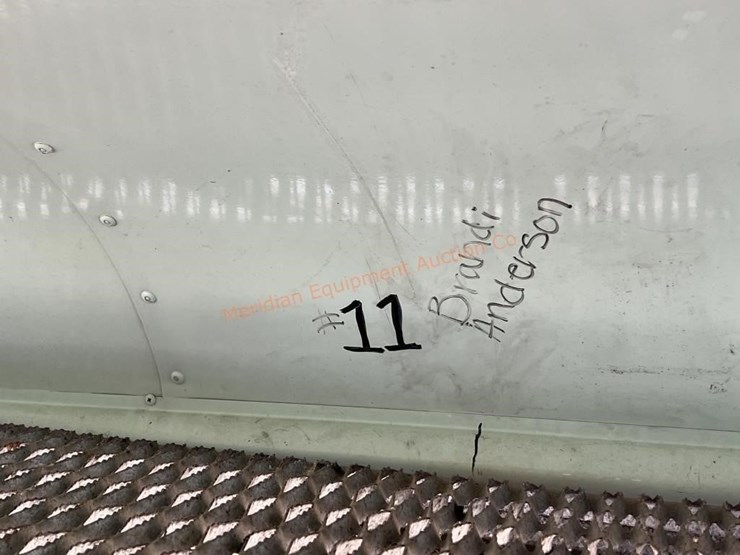 Meridian Equipment Auction Co.
#11
Brandi
Anderson